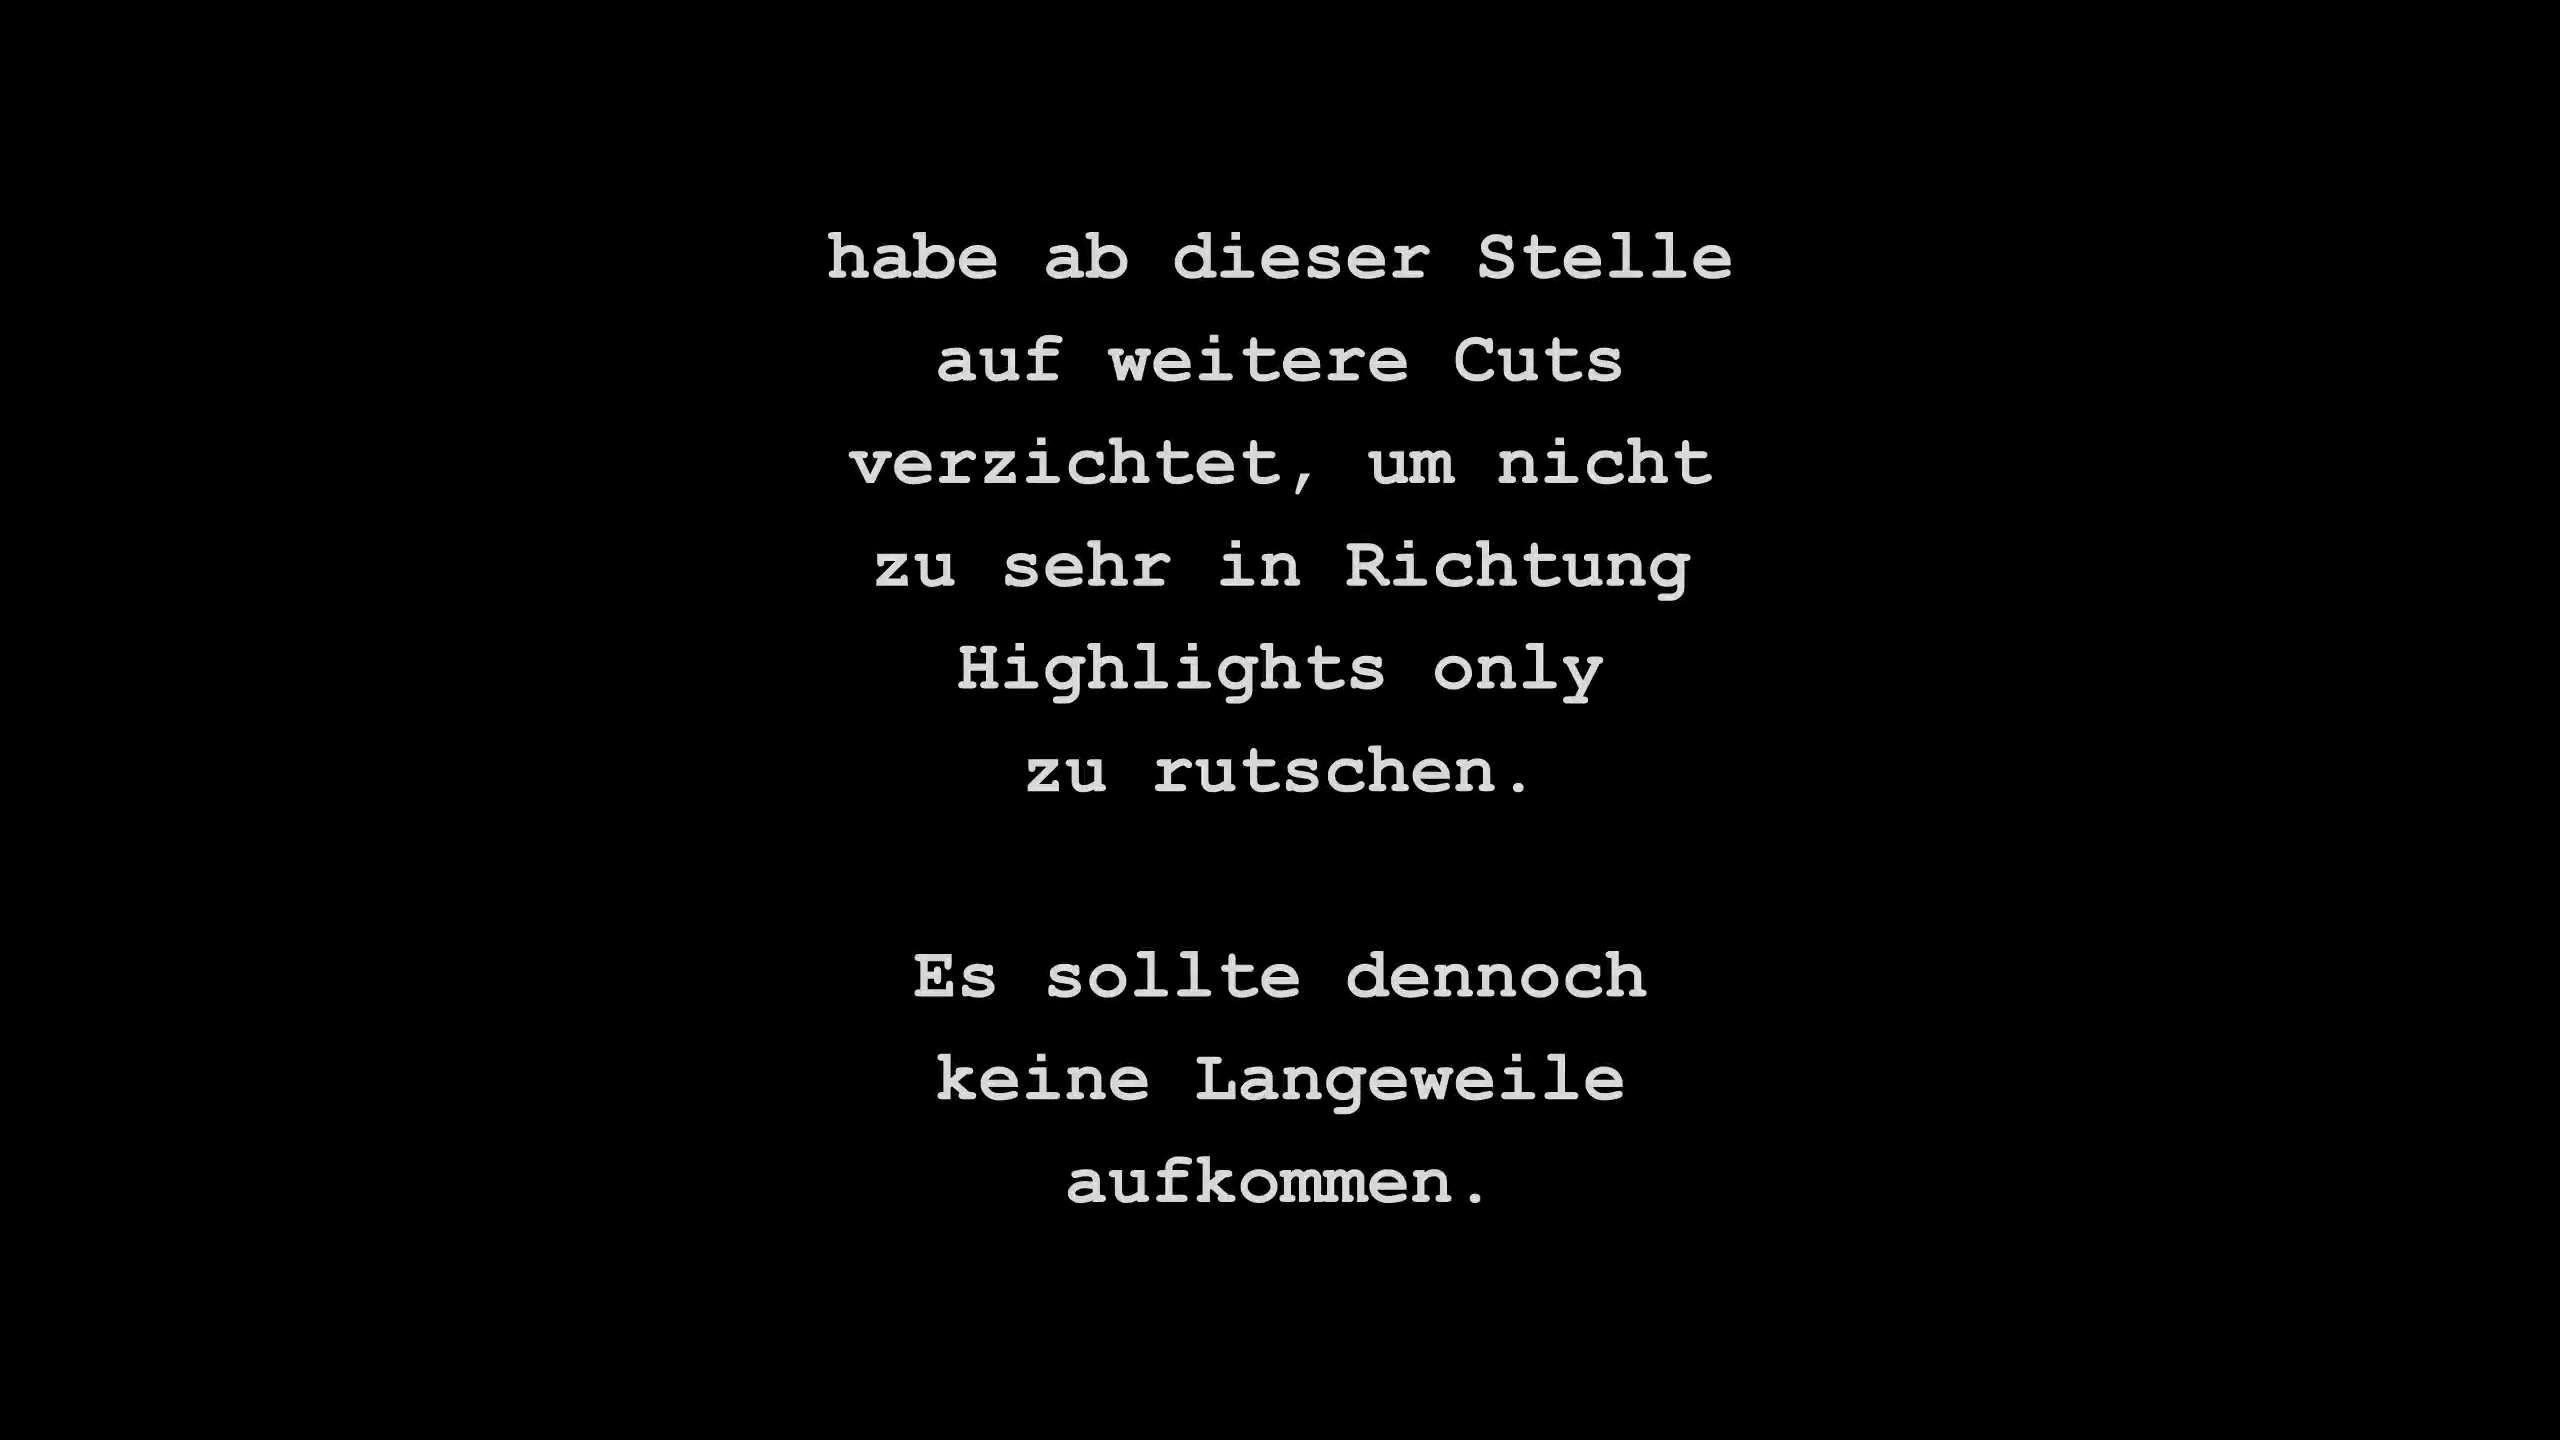 habe ab dieser Stelle
auf weitere Cuts
verzichtet, um nicht
zu sehr in Richtung
Highlights only
zu rutschen.
Es sollte dennoch
keine Langeweile
aufkommen.